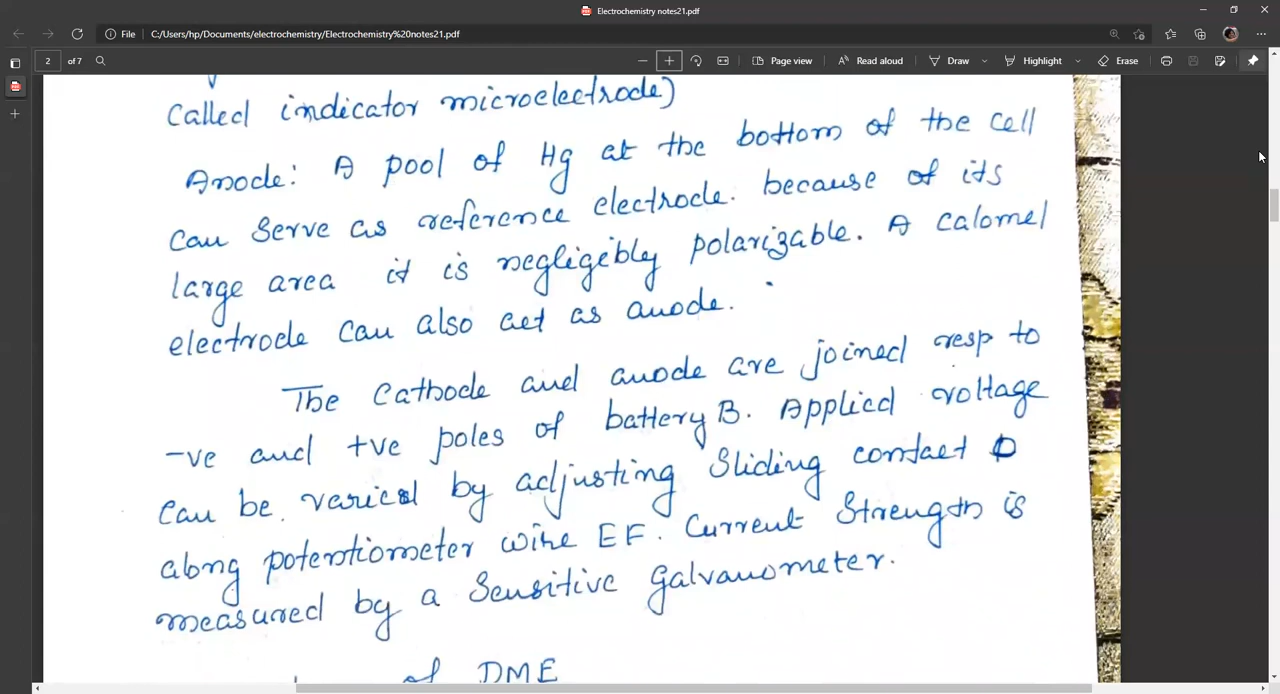 Electrochemistry notes21.pdf
File C:/Users/hp/Documents/electrochemistry/Electrochemistry%20notes21.pdf
2 of 7 Page view Read aloud Draw Highlight Erase
Called indicator microelectrode)
Anode: A pool of Hg at the bottom of the cell
can serve as reference electrode. because of its
large area it is negligibly polarizable. A calomel
electrode can also act as anode.
The Cathode and anode are joined resp to
-ve and +ve poles of battery B. Applied voltage
can be varied by adjusting sliding contact D
along potentiometer wire EF. Current Strength is
measured by a Sensitive galvanometer.
of DME